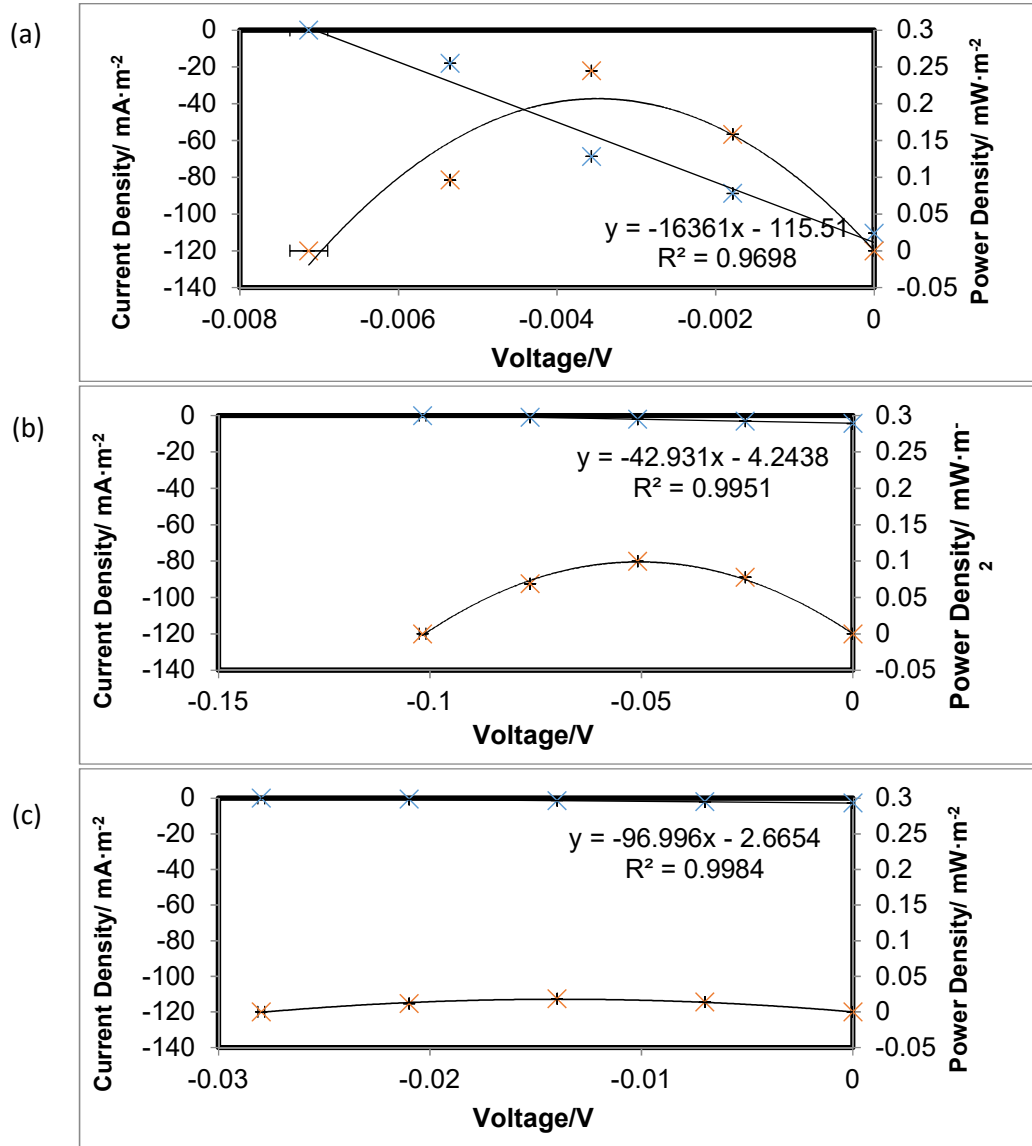 (a)
Current Density/ mA·m-2
0
-20
-40
-60
-80
-100
-120
-140
0.3
0.25
0.2
0.15
0.1
0.05
0
-0.05
Power Density/ mW·m-2
y = -16361x - 115.51
R² = 0.9698
-0.008 -0.006 -0.004 -0.002 0
Voltage/V
(b)
Current Density/ mA·m-2
0
-20
-40
-60
-80
-100
-120
-140
0.3
0.25
0.2
0.15
0.1
0.05
0
-0.05
Power Density/ mW·m-
2
y = -42.931x - 4.2438
R² = 0.9951
-0.15 -0.1 -0.05 0
Voltage/V
(c)
Current Density/ mA·m-2
0
-20
-40
-60
-80
-100
-120
-140
0.3
0.25
0.2
0.15
0.1
0.05
0
-0.05
Power Density/ mW·m-2
y = -96.996x - 2.6654
R² = 0.9984
-0.03 -0.02 -0.01 0
Voltage/V